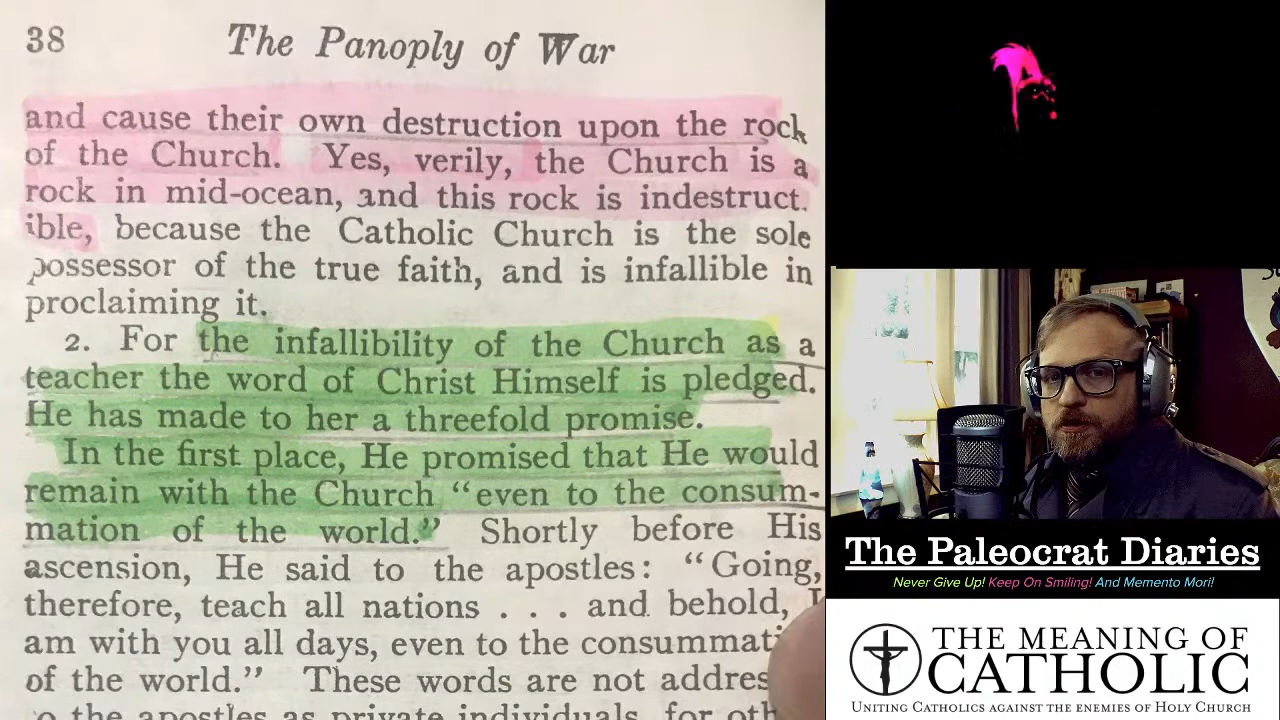 38 The Panoply of War
and cause their own destruction upon the rock
of the Church. Yes, verily, the Church is a
rock in mid-ocean, and this rock is indestruct.
ible, because the Catholic Church is the sole
possessor of the true faith, and is infallible in
proclaiming it.
2. For the infallibility of the Church as a
teacher the word of Christ Himself is pledged.
He has made to her a threefold promise.
In the first place, He promised that He would
remain with the Church “even to the consum-
mation of the world.” Shortly before His
ascension, He said to the apostles: “Going,
therefore, teach all nations . . . and behold, I
am with you all days, even to the
of the world.” These words are not
the apostles as private individuals, for
The Paleocrat Diaries
Never Give Up! Keep On Smiling! And Memento Mori!
THE MEANING OF
CATHOLIC
UNITING CATHOLICS AGAINST THE ENEMIES OF HOLY CHURCH